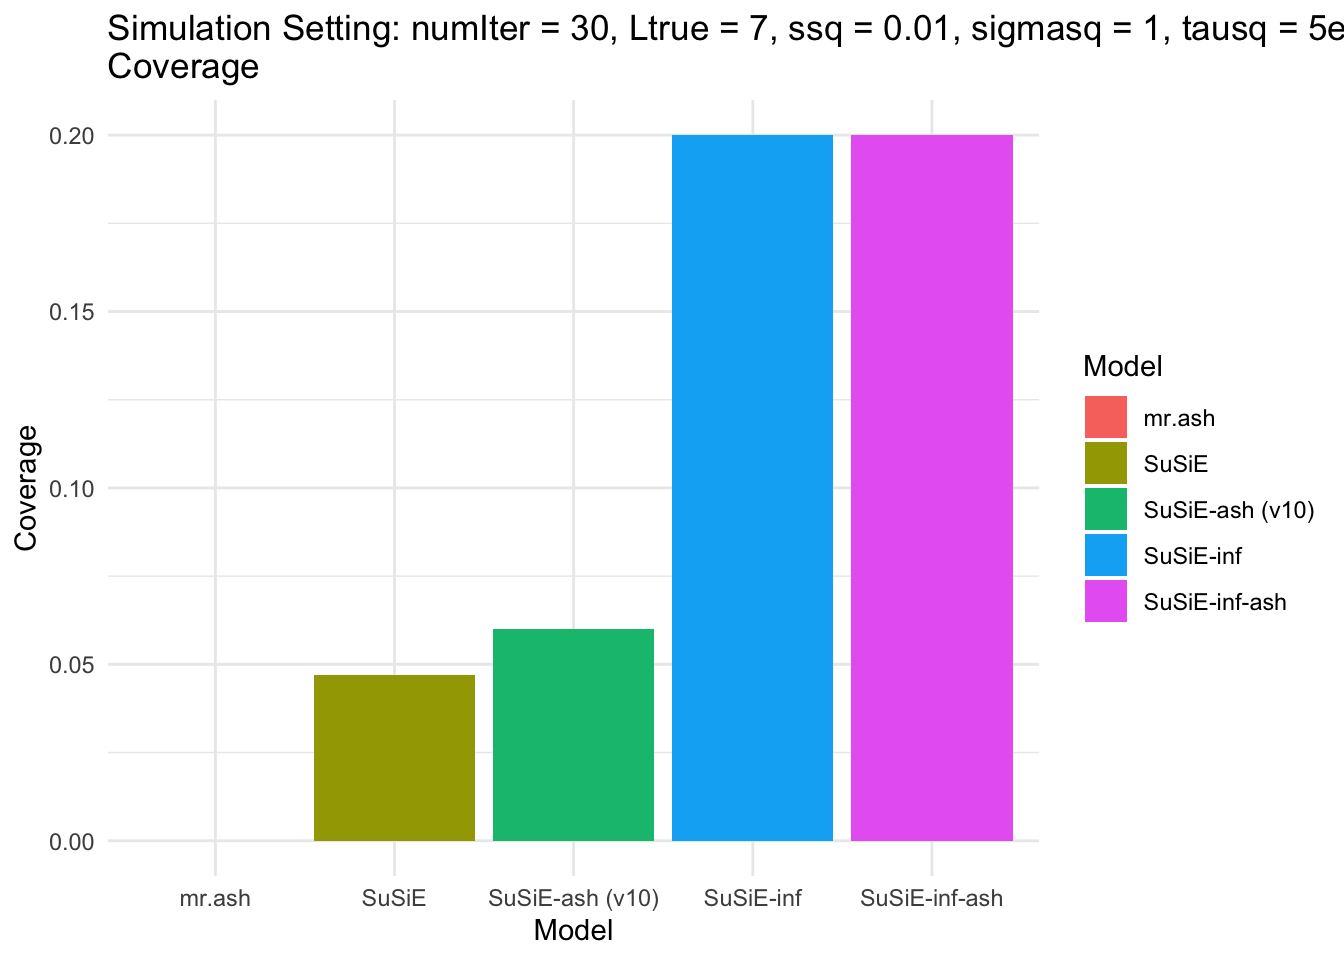 Simulation Setting: numIter = 30, Ltrue = 7, ssq = 0.01, sigmasq = 1, tausq = 5e
Coverage
0.20
0.15
0.10
0.05
0.00
Coverage
mr.ash
SuSiE
SuSiE-ash (v10)
SuSiE-inf
SuSiE-inf-ash
Model
Model
mr.ash
SuSiE
SuSiE-ash (v10)
SuSiE-inf
SuSiE-inf-ash